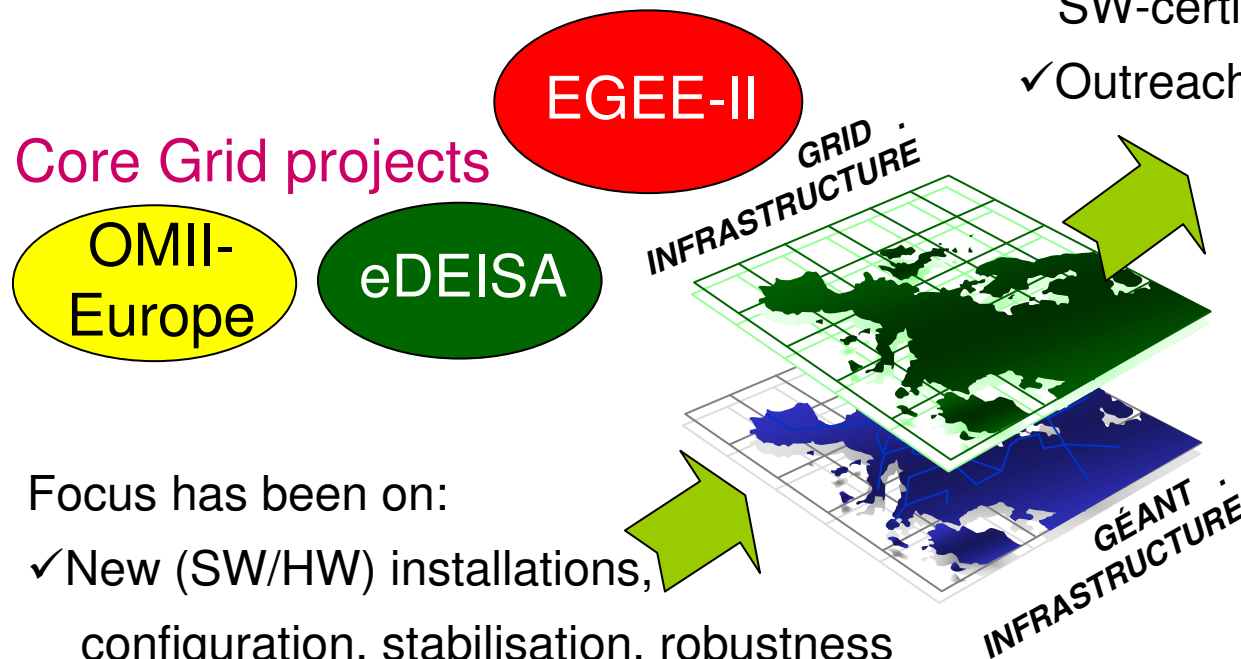 SW-certi
✓Outreach
EGEE-II
Core Grid projects
OMII-
Europe
eDEISA
GRID .
INFRASTRUCTURE
Focus has been on:
✓New (SW/HW) installations,
configuration, stabilisation, robustness
GÉANT .
INFRASTRUCTURE